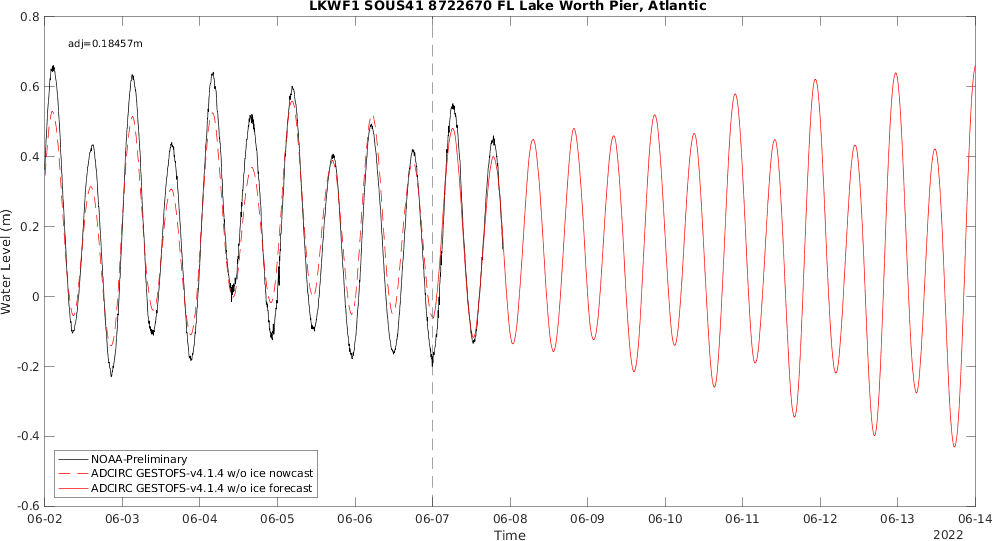 LKWF1 SOUS41 8722670 FL Lake Worth Pier, Atlantic
0.8
adj=0.18457m
0.6
0.4
0.2
0
-0.2
-0.4
-0.6
Water Level (m)
NOAA-Preliminary
ADCIRC GESTOFS-v4.1.4 w/o ice nowcast
ADCIRC GESTOFS-v4.1.4 w/o ice forecast
06-02 06-03 06-04 06-05 06-06 06-07 06-08 06-09 06-10 06-11 06-12 06-13 06-14
Time
2022